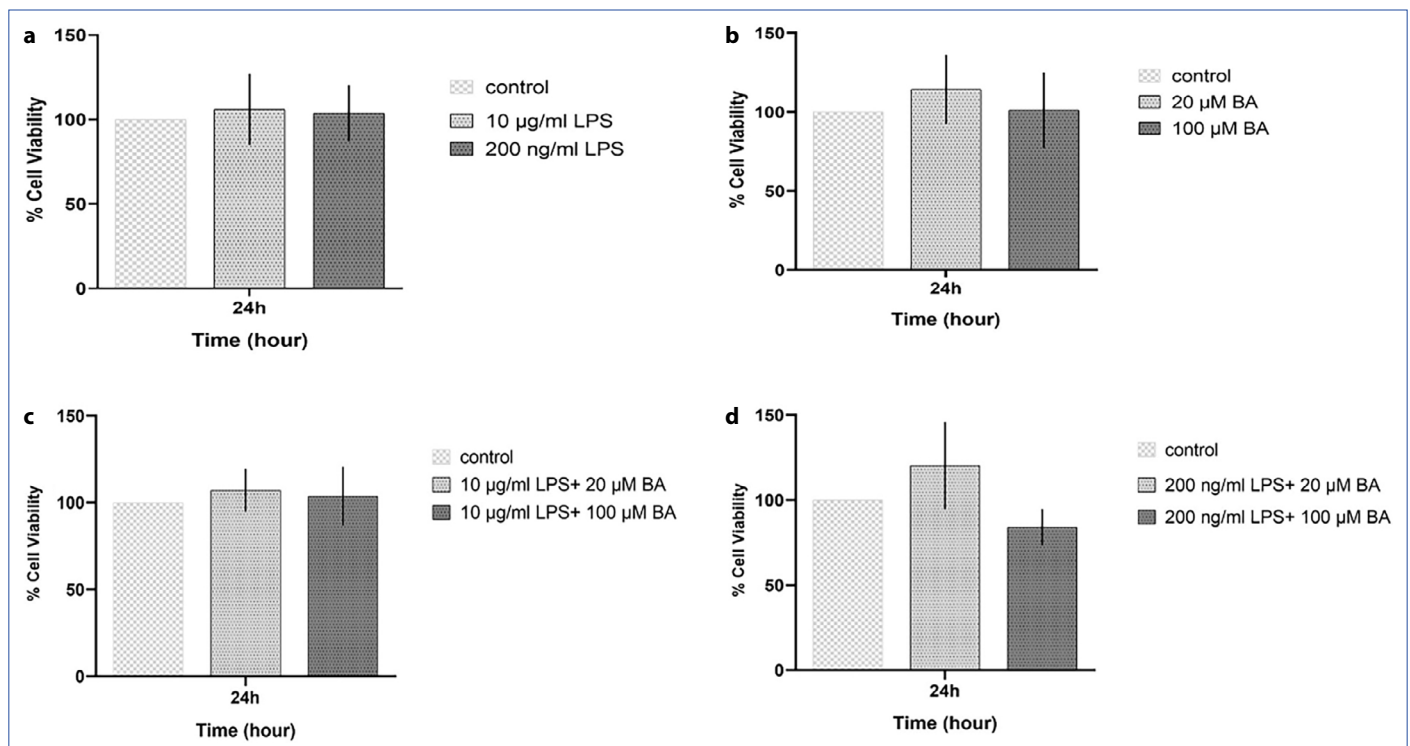 a
150
100
50
0
% Cell Viability
24h
Time (hour)
control
10 µg/ml LPS
200 ng/ml LPS
b
150
100
50
0
% Cell Viability
24h
Time (hour)
control
20 µM BA
100 µM BA
c
150
100
50
0
% Cell Viability
24h
Time (hour)
control
10 µg/ml LPS+ 20 µM BA
10 µg/ml LPS+ 100 µM BA
d
150
100
50
0
% Cell Viability
24h
Time (hour)
control
200 ng/ml LPS+ 20 µM BA
200 ng/ml LPS+ 100 µM BA